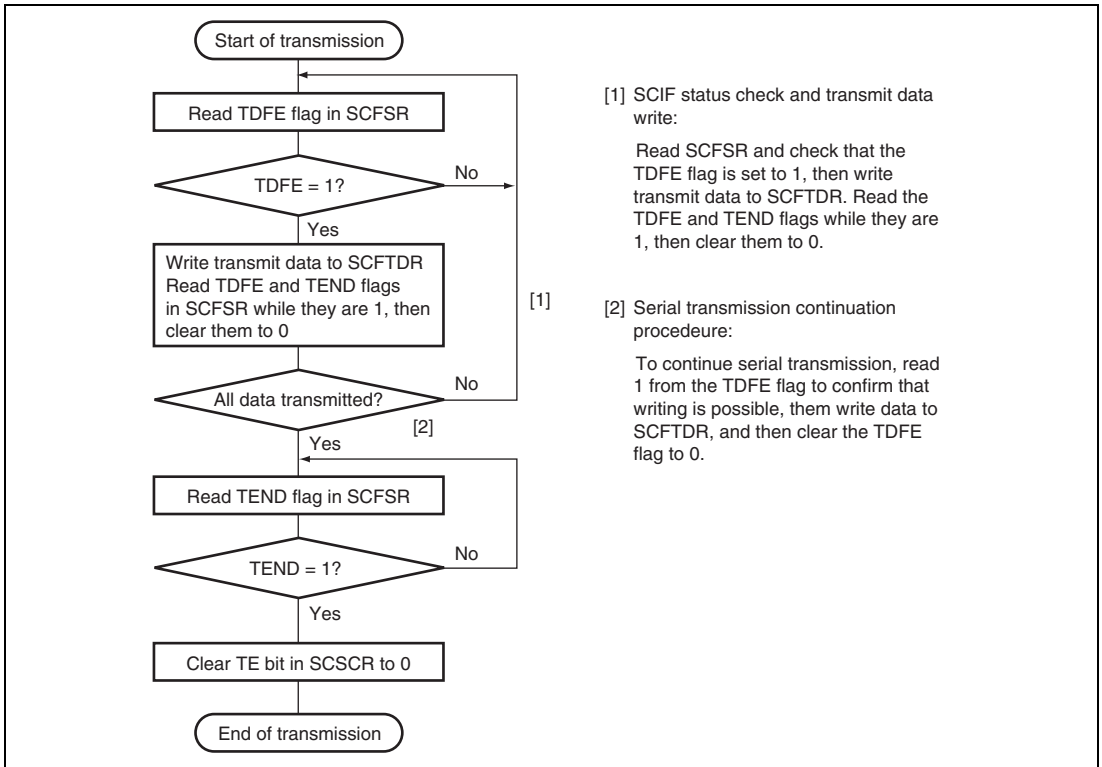 Start of transmission
Read TDFE flag in SCFSR
TDFE = 1?
No
Yes
Write transmit data to SCFTDR
Read TDFE and TEND flags
in SCFSR while they are 1, then
clear them to 0
[1]
All data transmitted?
No
[2]
Yes
Read TEND flag in SCFSR
TEND = 1?
No
Yes
Clear TE bit in SCSCR to 0
End of transmission
[1] SCIF status check and transmit data
write:
Read SCFSR and check that the
TDFE flag is set to 1, then write
transmit data to SCFTDR. Read the
TDFE and TEND flags while they are
1, then clear them to 0.
[2] Serial transmission continuation
procedeure:
To continue serial transmission, read
1 from the TDFE flag to confirm that
writing is possible, them write data to
SCFTDR, and then clear the TDFE
flag to 0.